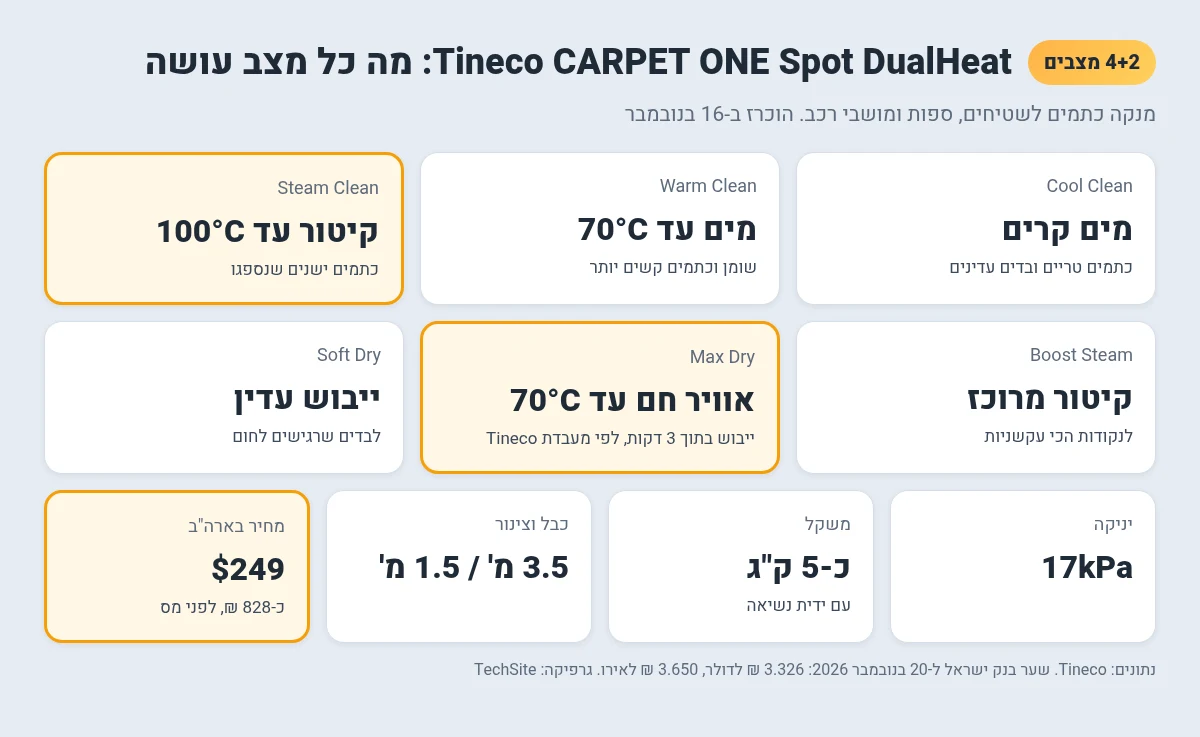 4+2 מצבים
Tineco CARPET ONE Spot DualHeat: מה כל מצב עושה
מנקה כתמים לשטיחים, ספות ומושבי רכב. הוכרז ב-16 בנובמבר
Cool Clean
מים קרים
כתמים טריים ובדים עדינים
Warm Clean
מים עד 70°C
שומן וכתמים קשים יותר
Steam Clean
קיטור עד 100°C
כתמים ישנים שנספגו
Boost Steam
קיטור מרוכז
לנקודות הכי עקשניות
Max Dry
אוויר חם עד 70°C
ייבוש בתוך 3 דקות, לפי מעבדת Tineco
Soft Dry
ייבוש עדין
לבדים שרגישים לחום
יניקה
17kPa
משקל
כ-5 ק"ג
עם ידית נשיאה
כבל וצינור
3.5 מ' / 1.5 מ'
מחיר בארה"ב
$249
כ-828 ₪, לפני מס
נתונים: Tineco. שער בנק ישראל ל-20 בנובמבר 2026: 3.326 ₪ לדולר, 3.650 ₪ לאירו. גרפיקה: TechSite